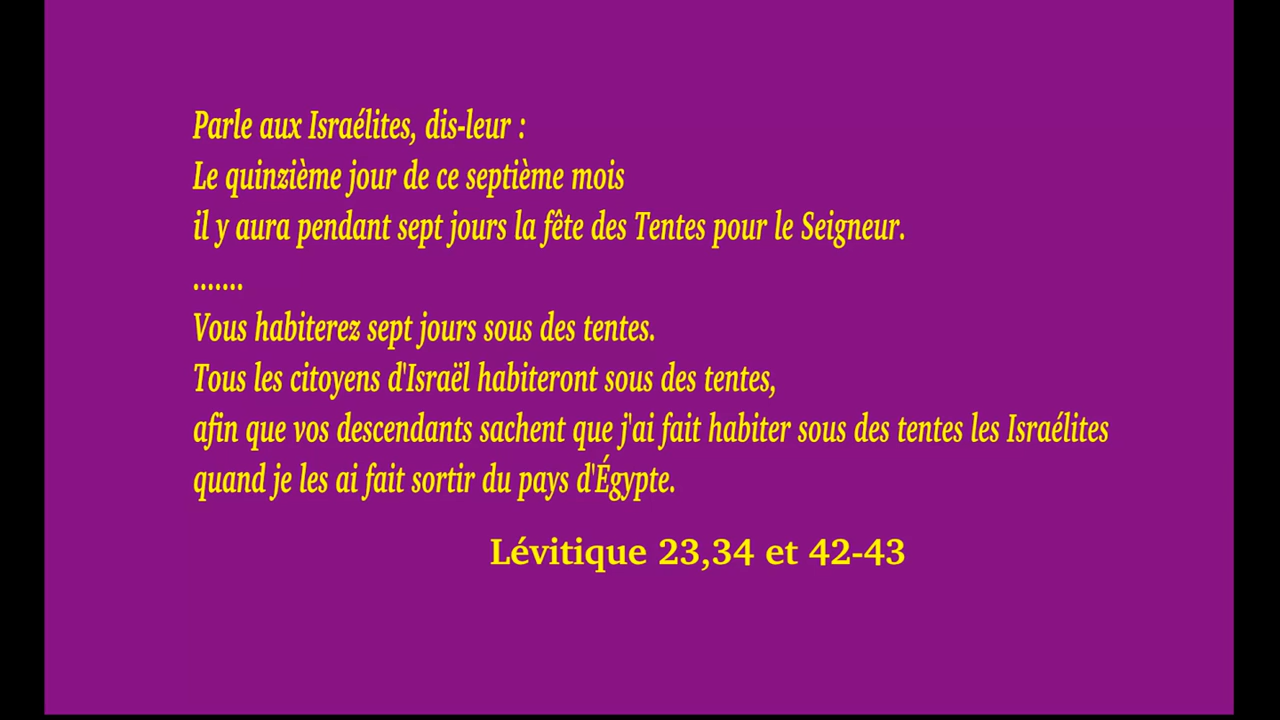 Parle aux Israélites, dis-leur :
Le quinzième jour de ce septième mois
il y aura pendant sept jours la fête des Tentes pour le Seigneur.
.......
Vous habiterez sept jours sous des tentes.
Tous les citoyens d'Israël habiteront sous des tentes,
afin que vos descendants sachent que j'ai fait habiter sous des tentes les Israélites
quand je les ai fait sortir du pays d'Égypte.
Lévitique 23,34 et 42-43